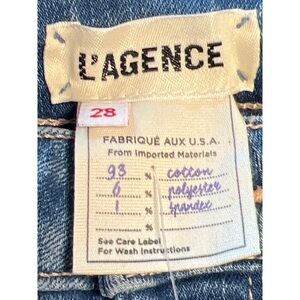 L'AGENCE
28
FABRIQUÉ AUX U.S.A.
From Imported Materials
93 % cotton
6 % polyester
1 % spandex
%
See Care Label
For Wash Instructions